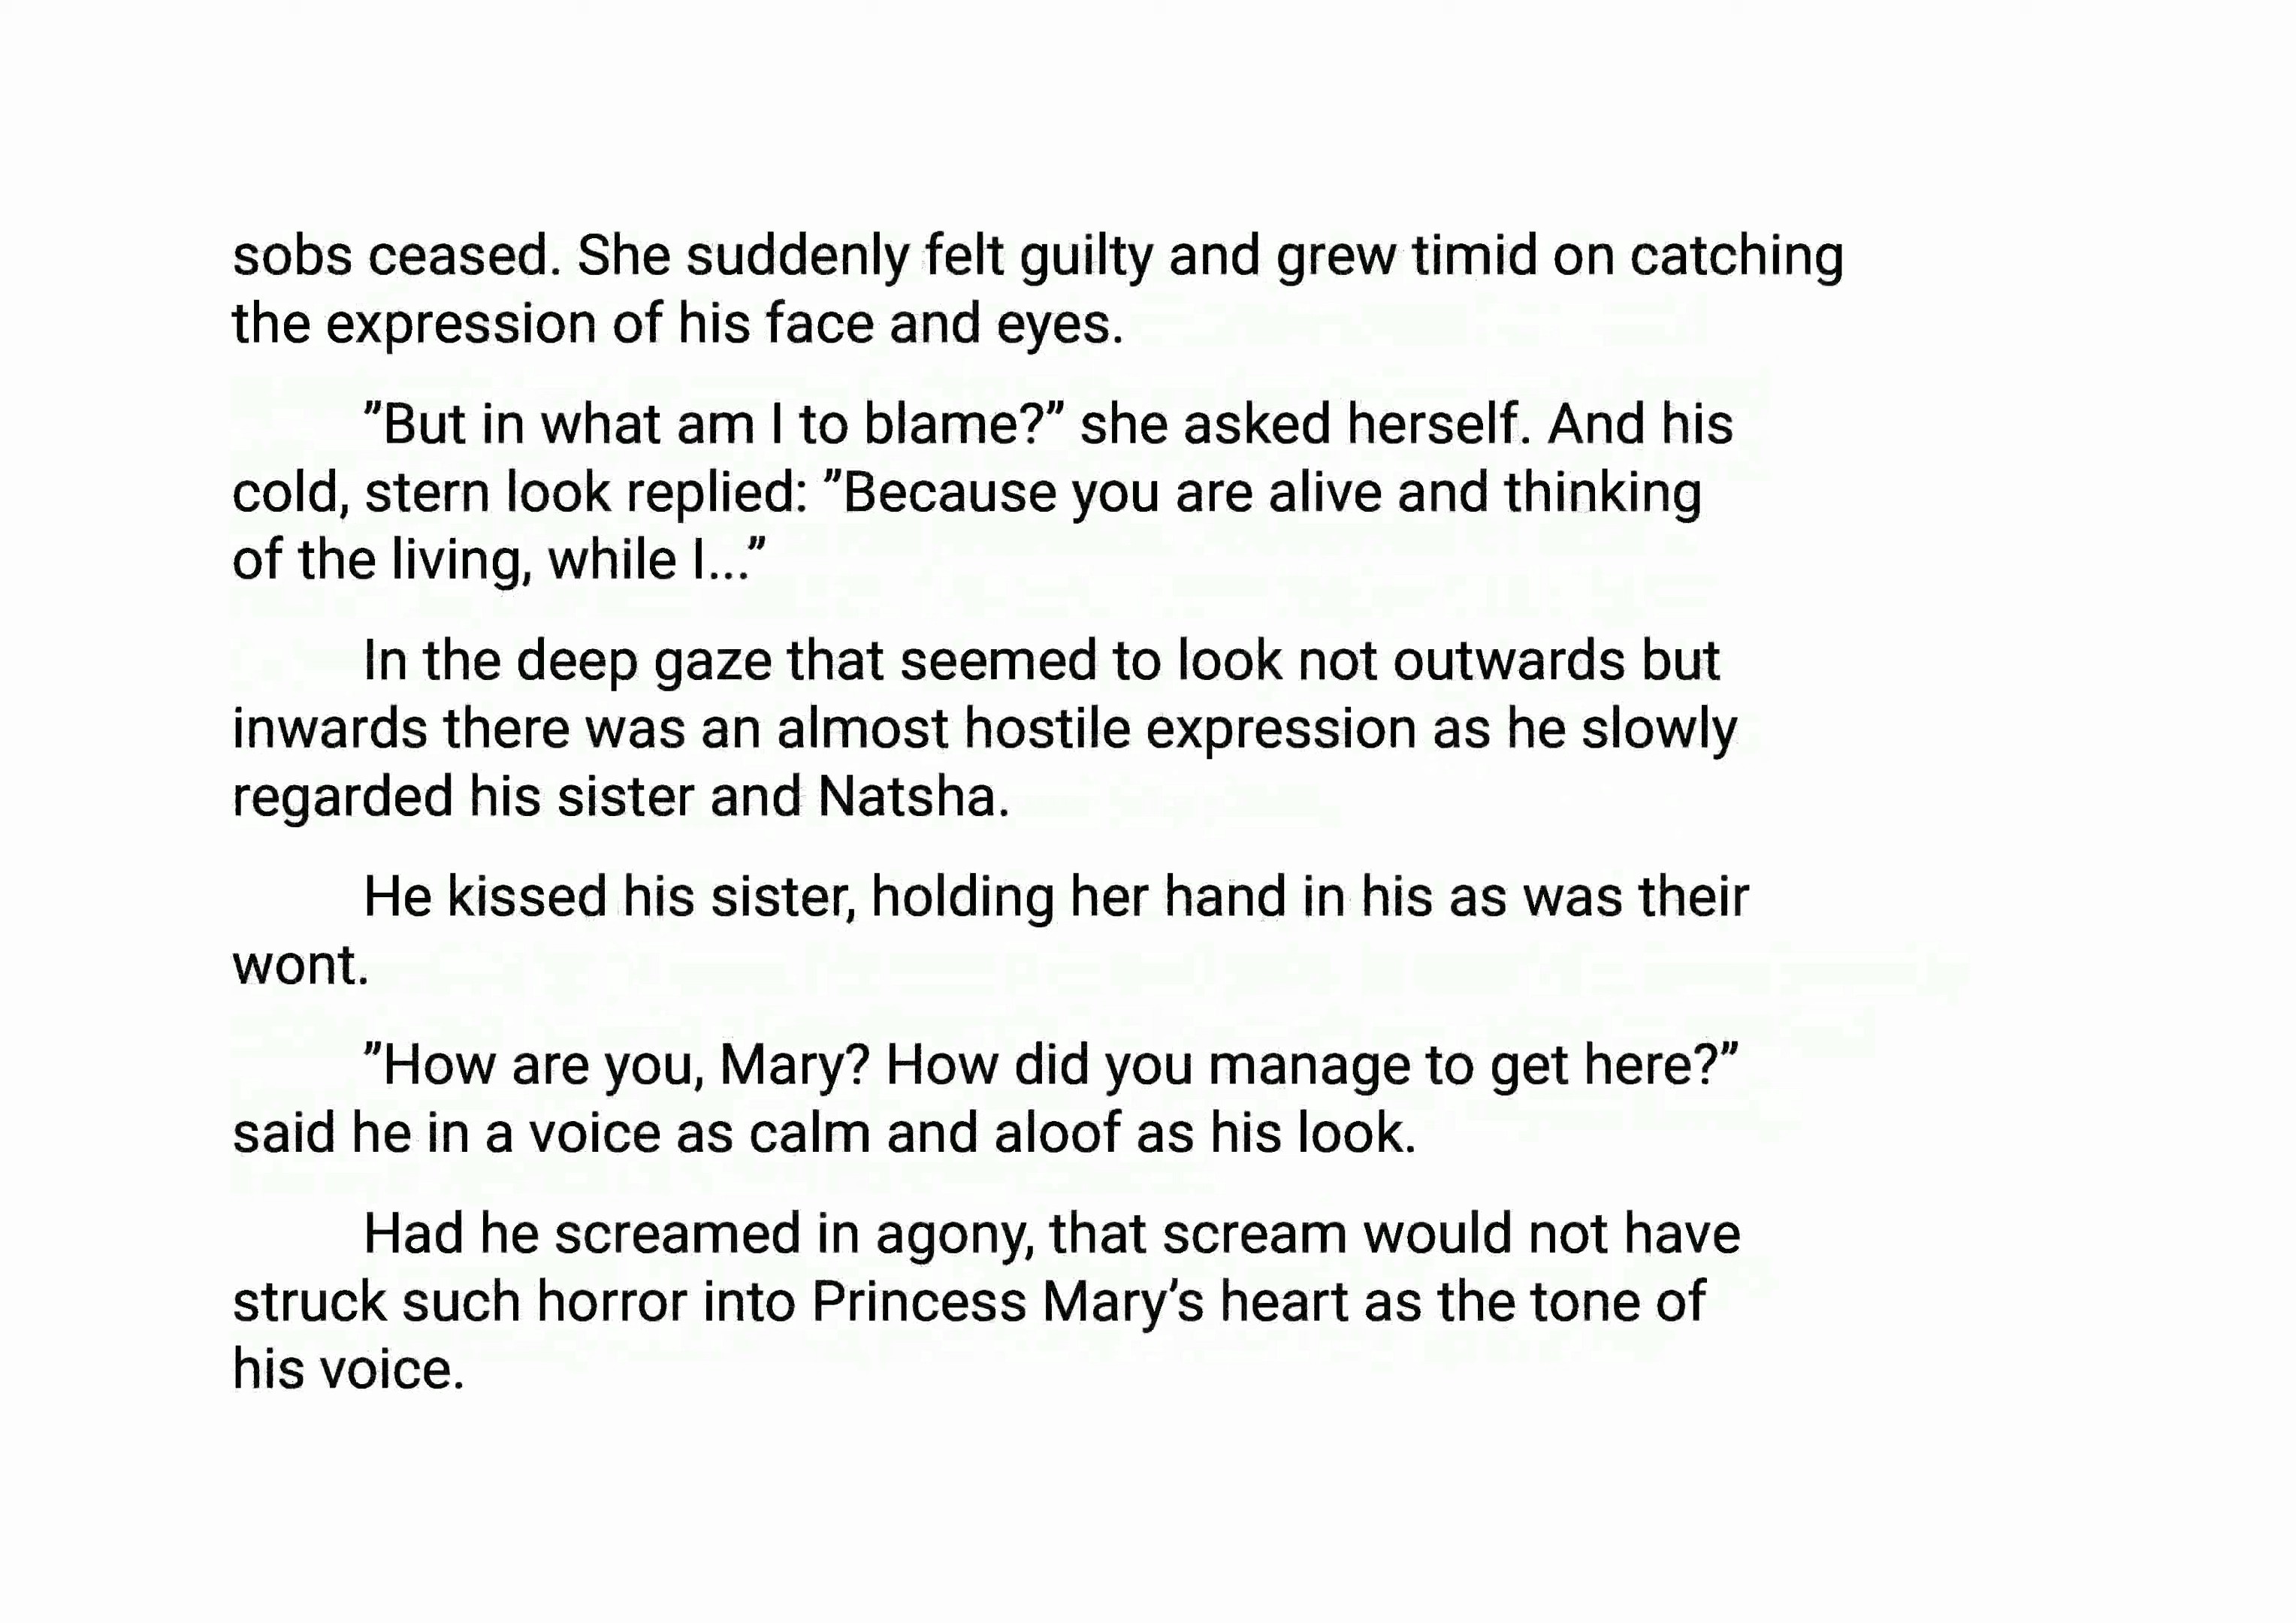 sobs ceased. She suddenly felt guilty and grew timid on catching
the expression of his face and eyes.
”But in what am I to blame?” she asked herself. And his
cold, stern look replied: ”Because you are alive and thinking
of the living, while I...”
In the deep gaze that seemed to look not outwards but
inwards there was an almost hostile expression as he slowly
regarded his sister and Natsha.
He kissed his sister, holding her hand in his as was their
wont.
”How are you, Mary? How did you manage to get here?”
said he in a voice as calm and aloof as his look.
Had he screamed in agony, that scream would not have
struck such horror into Princess Mary’s heart as the tone of
his voice.